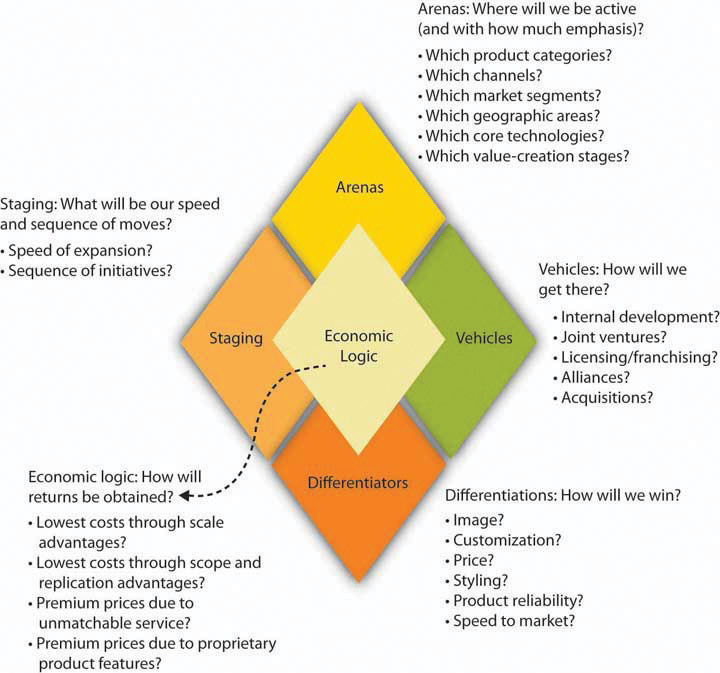 Arenas: Where will we be active
(and with how much emphasis)?
• Which product categories?
• Which channels?
• Which market segments?
• Which geographic areas?
• Which core technologies?
• Which value-creation stages?
Arenas
Staging: What will be our speed
and sequence of moves?
• Speed of expansion?
• Sequence of initiatives?
Vehicles: How will we
get there?
• Internal development?
• Joint ventures?
• Licensing/franchising?
• Alliances?
• Acquisitions?
Staging
Economic
Logic
Vehicles
Economic logic: How will
returns be obtained?
• Lowest costs through scale
advantages?
• Lowest costs through scope and
replication advantages?
• Premium prices due to
unmatchable service?
• Premium prices due to proprietary
product features?
Differentiators
Differentiations: How will we win?
• Image?
• Customization?
• Price?
• Styling?
• Product reliability?
• Speed to market?